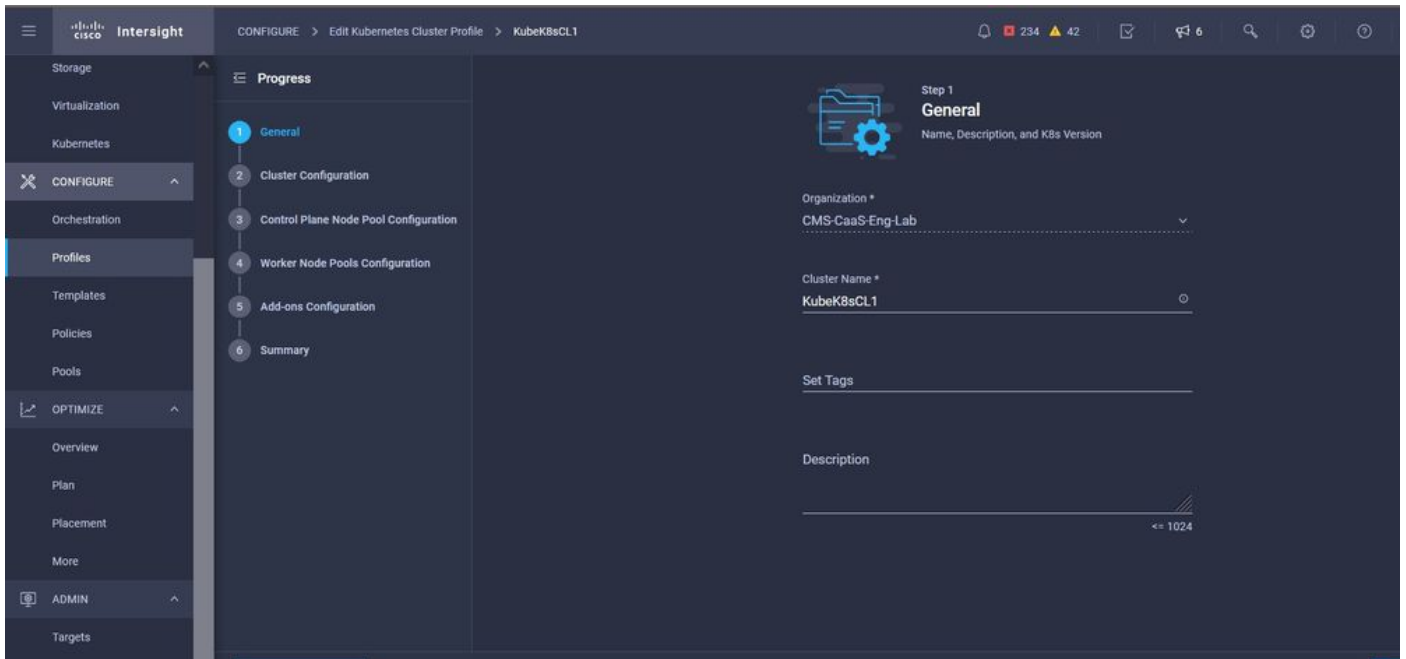 cisco Intersight
CONFIGURE > Edit Kubernetes Cluster Profile > KubeK8sCL1
234 42
6
Storage
Virtualization
Kubernetes
CONFIGURE
Orchestration
Profiles
Templates
Policies
Pools
OPTIMIZE
Overview
Plan
Placement
More
ADMIN
Targets
Progress
1 General
2 Cluster Configuration
3 Control Plane Node Pool Configuration
4 Worker Node Pools Configuration
5 Add-ons Configuration
6 Summary
Step 1
General
Name, Description, and K8s Version
Organization *
CMS-CaaS-Eng-Lab
Cluster Name *
KubeK8sCL1
Set Tags
Description
<= 1024